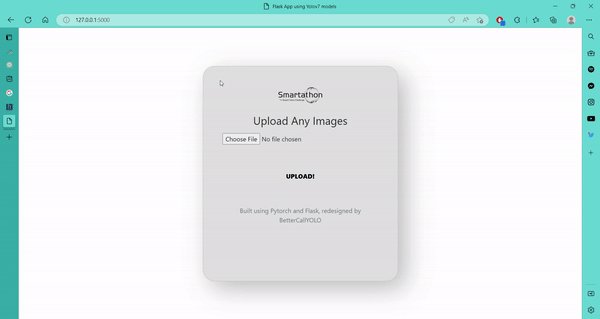 Flask App using Yolov7 models
127.0.0.1:5000
Smartathon
Upload Any Images
Choose File No file chosen
UPLOAD!
Built using Pytorch and Flask, redesigned by
BetterCallYOLO